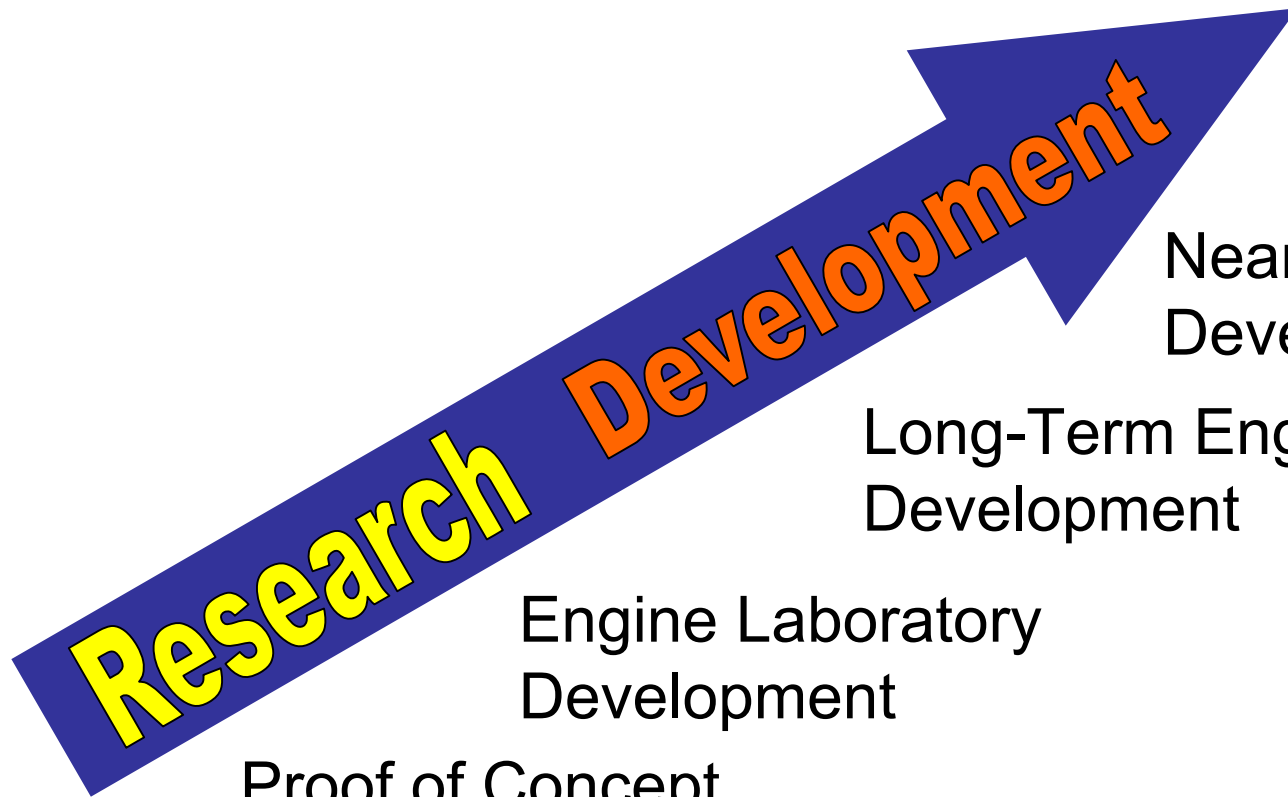 Research Development
Near
Deve
Long-Term Eng
Development
Engine Laboratory
Development
Proof of Concept